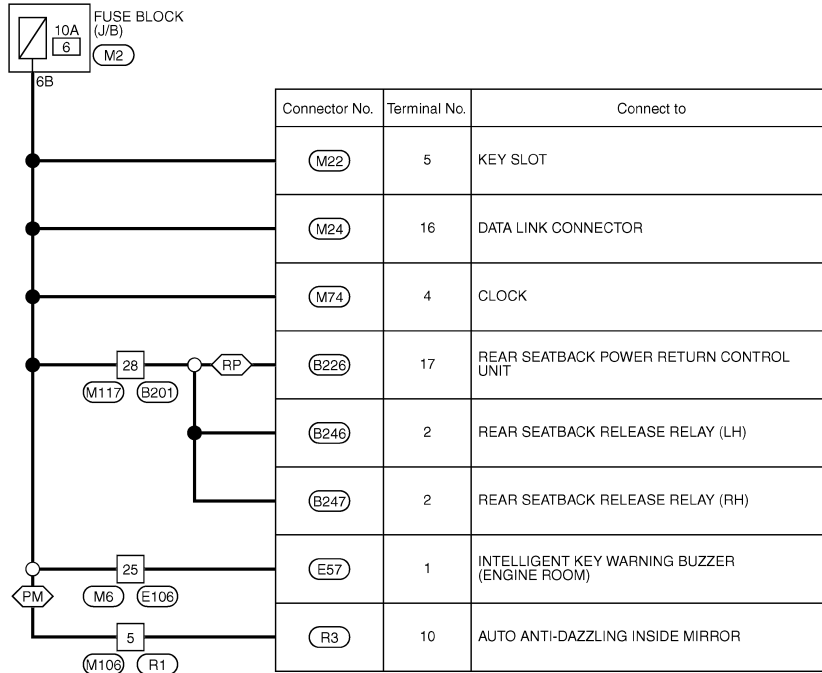 FUSE BLOCK
(J/B)
10A
6
M2
6B
Connector No. Terminal No. Connect to
M22 5 KEY SLOT
M24 16 DATA LINK CONNECTOR
M74 4 CLOCK
28 RP B226 17 REAR SEATBACK POWER RETURN CONTROL
UNIT
M117 B201
B246 2 REAR SEATBACK RELEASE RELAY (LH)
B247 2 REAR SEATBACK RELEASE RELAY (RH)
25 E57 1 INTELLIGENT KEY WARNING BUZZER
(ENGINE ROOM)
PM M6 E106
5 R3 10 AUTO ANTI-DAZZLING INSIDE MIRROR
M106 R1